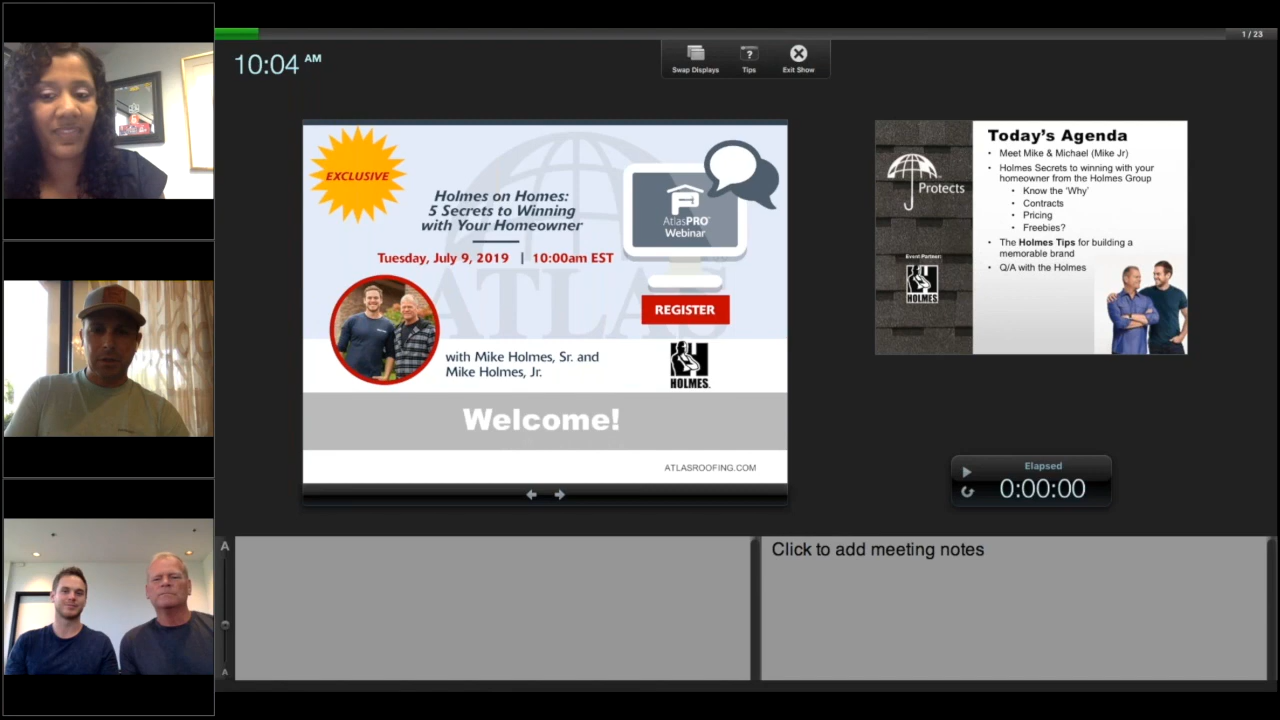 1 / 23
10:04 AM
Swap Displays
Tips
Exit Show
EXCLUSIVE
Holmes on Homes:
5 Secrets to Winning
with Your Homeowner
Tuesday, July 9, 2019 | 10:00am EST
AtlasPRO™
Webinar
REGISTER
ATLAS
with Mike Holmes, Sr. and
Mike Holmes, Jr.
HOLMES
Welcome!
ATLASROOFING.COM
Protects
Event Partner:
HOLMES
Today's Agenda
• Meet Mike & Michael (Mike Jr)
• Holmes Secrets to winning with your
homeowner from the Holmes Group
• Know the 'Why'
• Contracts
• Pricing
• Freebies?
• The Holmes Tips for building a
memorable brand
• Q/A with the Holmes
Elapsed
0:00:00
A
A
Click to add meeting notes